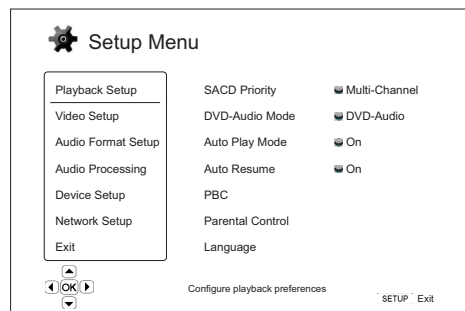 Setup Menu
Playback Setup
SACD Priority
Multi-Channel
Video Setup
DVD-Audio Mode
DVD-Audio
Audio Format Setup
Auto Play Mode
On
Audio Processing
Auto Resume
On
Device Setup
PBC
Network Setup
Parental Control
Exit
Language
OK
Configure playback preferences
SETUP Exit